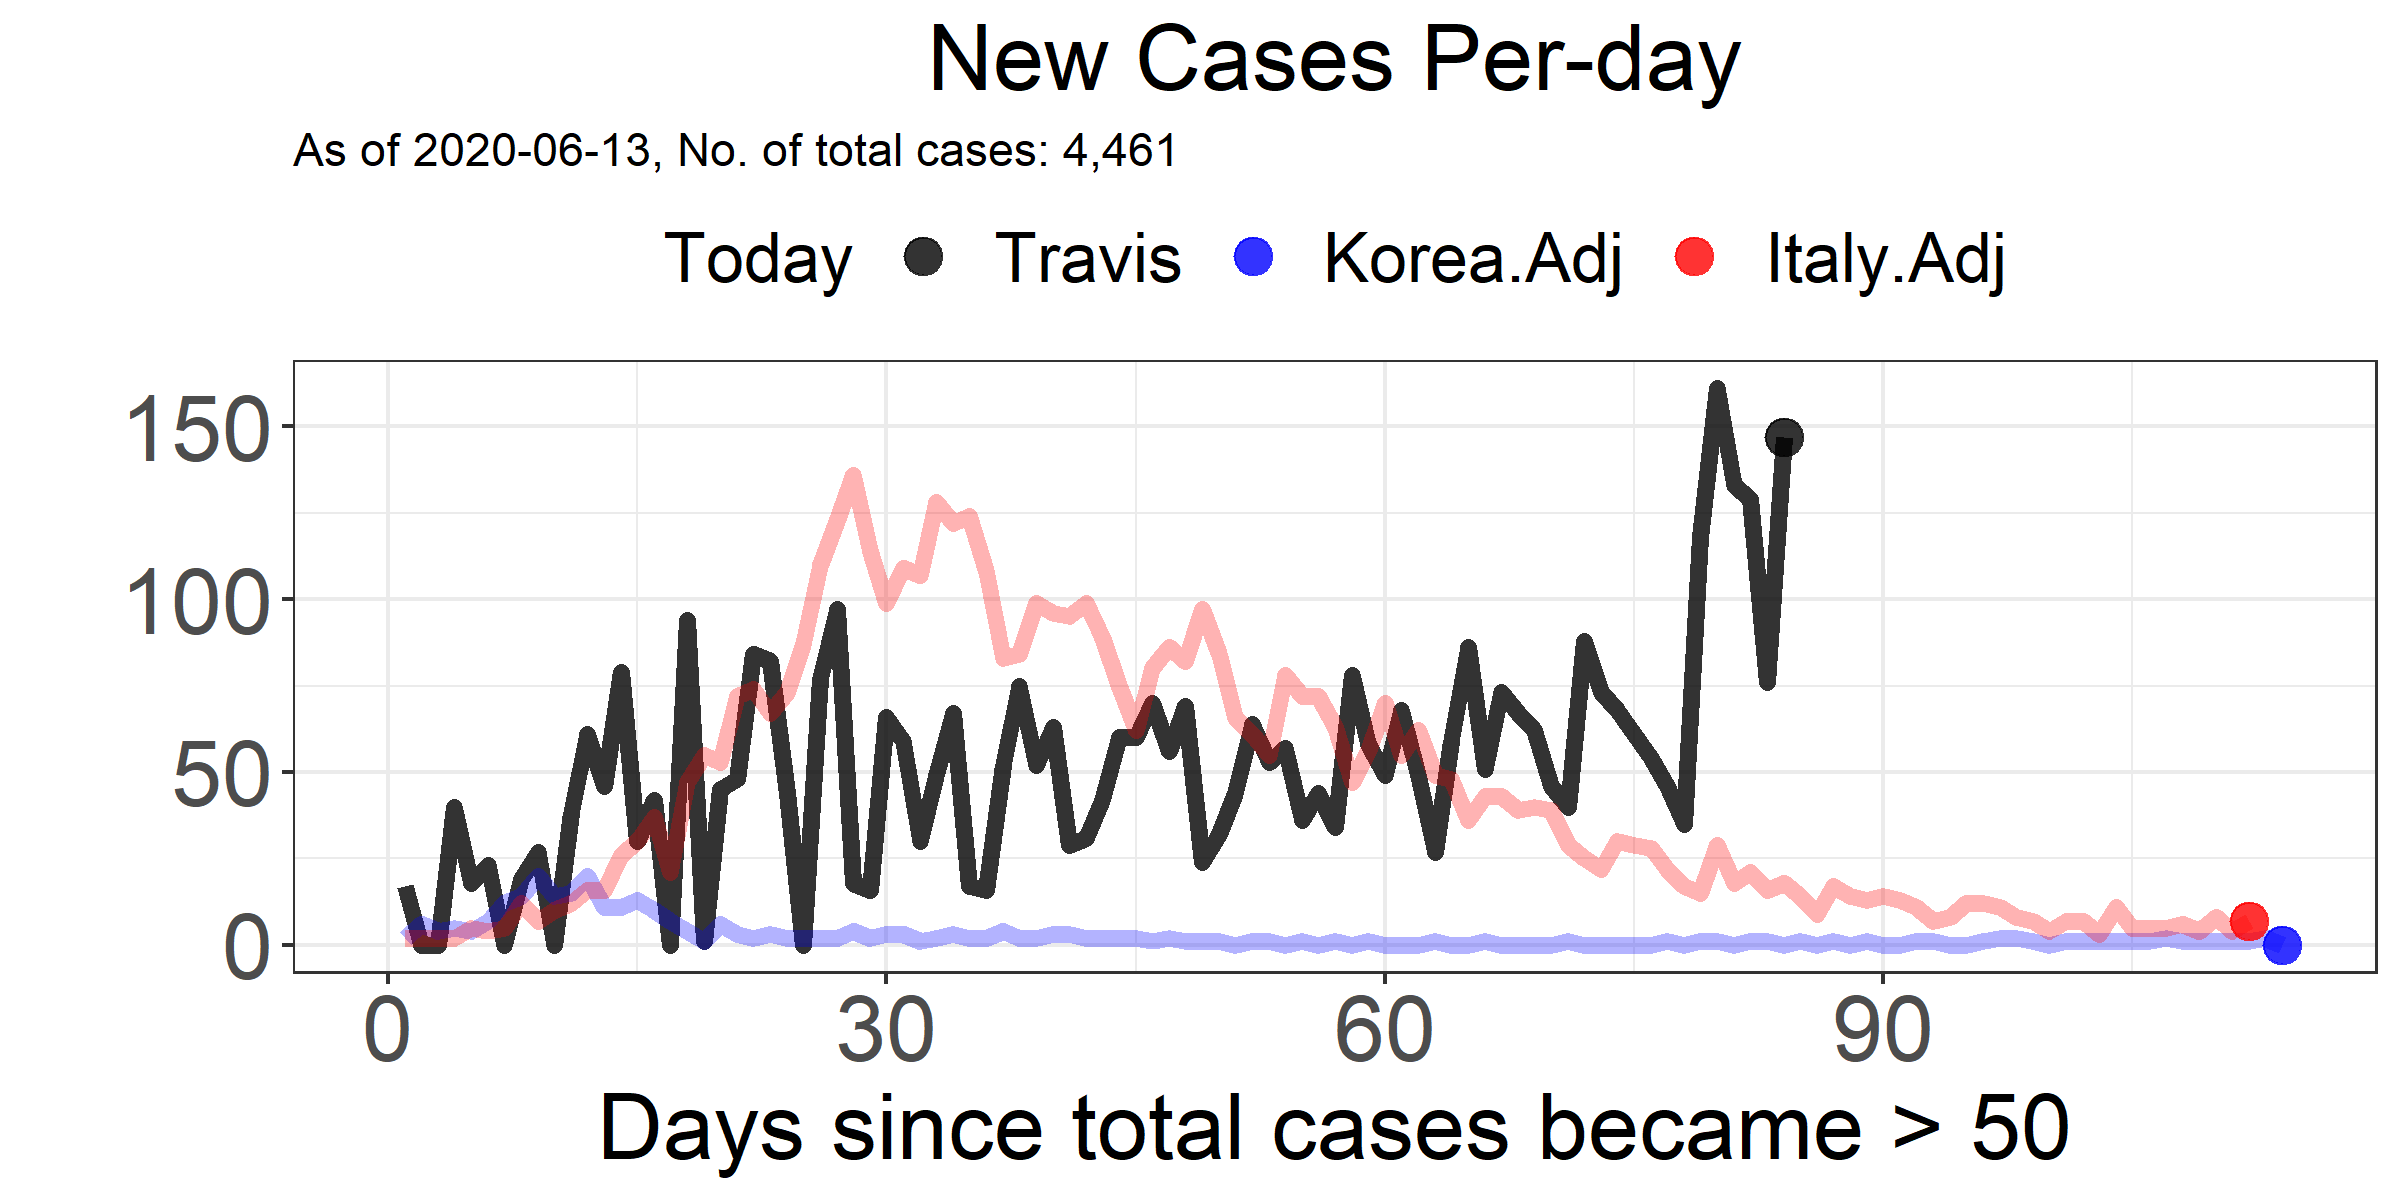 New Cases Per-day
As of 2020-06-13, No. of total cases: 4,461
Today Travis Korea.Adj Italy.Adj
150
100
50
0
0 30 60 90
Days since total cases became > 50